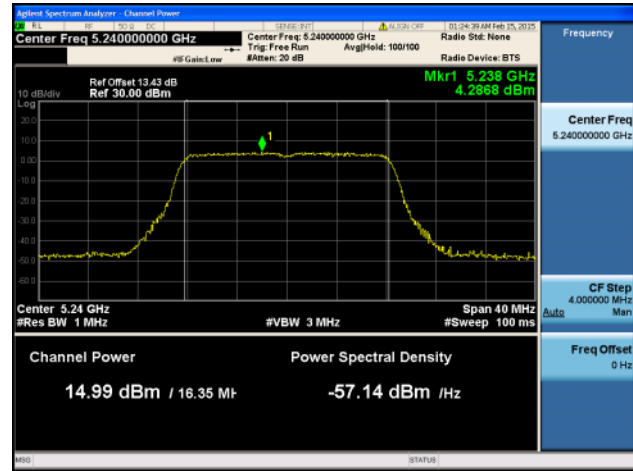 Agilent Spectrum Analyzer - Channel Power
RL RF 50 Ω DC SENSE:INT ALIGN OFF 01:24:39 AM Feb 15, 2015
Center Freq 5.240000000 GHz Center Freq: 5.240000000 GHz Radio Std: None
Trig: Free Run Avg|Hold: 100/100
#IFGain:Low #Atten: 20 dB Radio Device: BTS
Ref Offset 13.43 dB Mkr1 5.238 GHz
10 dB/div Ref 30.00 dBm 4.2868 dBm
Log
20.0
1
10.0
0.00
-10.0
-20.0
-30.0
-40.0
-50.0
-60.0
Center 5.24 GHz Span 40 MHz
#Res BW 1 MHz #VBW 3 MHz #Sweep 100 ms
Channel Power Power Spectral Density
14.99 dBm / 16.35 MH -57.14 dBm /Hz
MSG STATUS
Frequency
Center Freq
5.240000000 GHz
CF Step
4.000000 MHz
Auto Man
Freq Offset
0 Hz